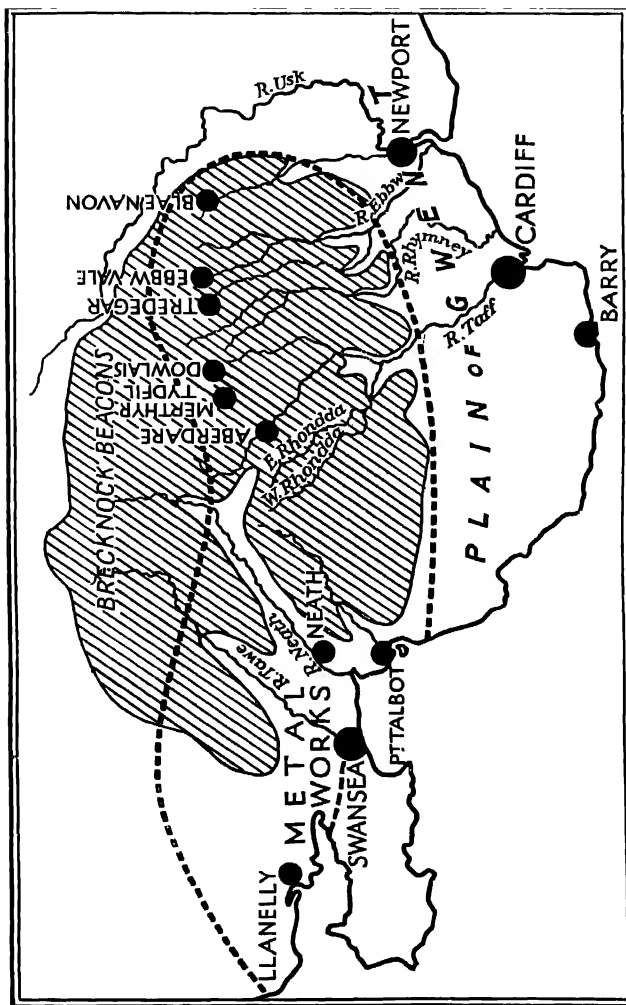 BRECKNOCK BEACONS
R. Usk
BLAENAVON
EBBW VALE
TREDEGAR
DOWLAIS
MERTHYR
TYDFIL
ABERDARE
E. Rhondda
W. Rhondda
R. Neath
R. Tawe
METAL
WORKS
LLANELLY
SWANSEA
NEATH
PT TALBOT
R. Ebbw
R. Rhymney
R. Taff
NEWPORT
CARDIFF
BARRY
PLAIN OF GWENT